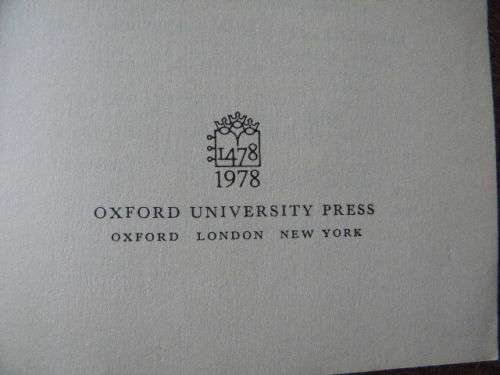 1478
1978
OXFORD UNIVERSITY PRESS
OXFORD LONDON NEW YORK